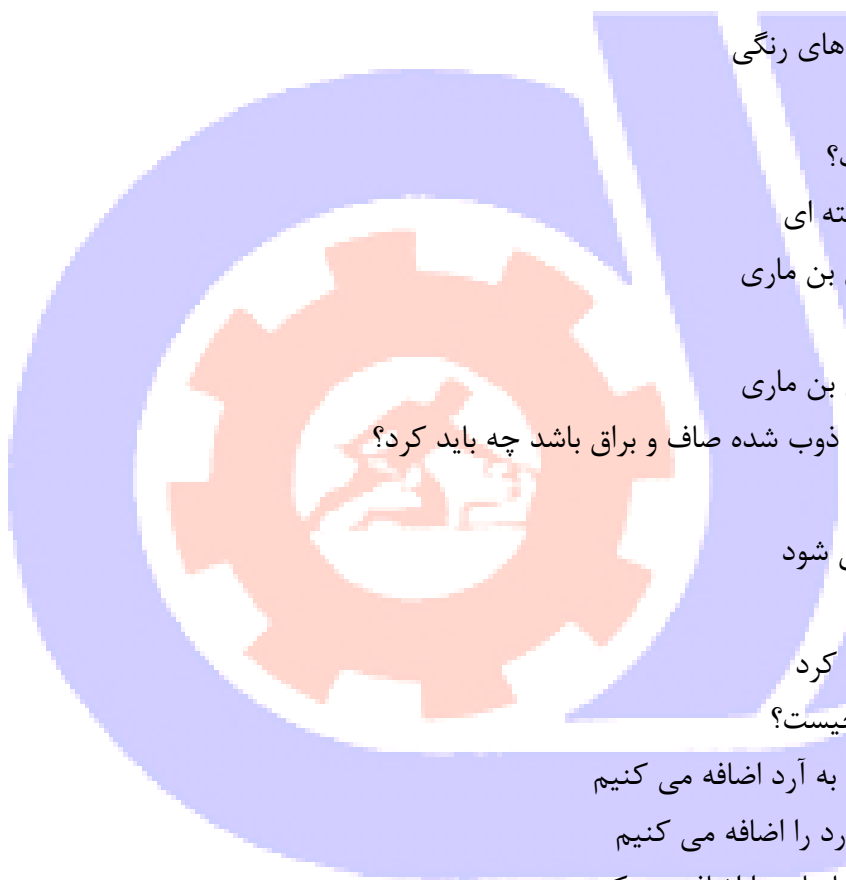 های رنگی
ته ای
بن ماری
بن ماری
ذوب شده صاف و براق باشد چه باید کرد؟
شود
کرد
چیست؟
به آرد اضافه می کنیم
رد را اضافه می کنیم